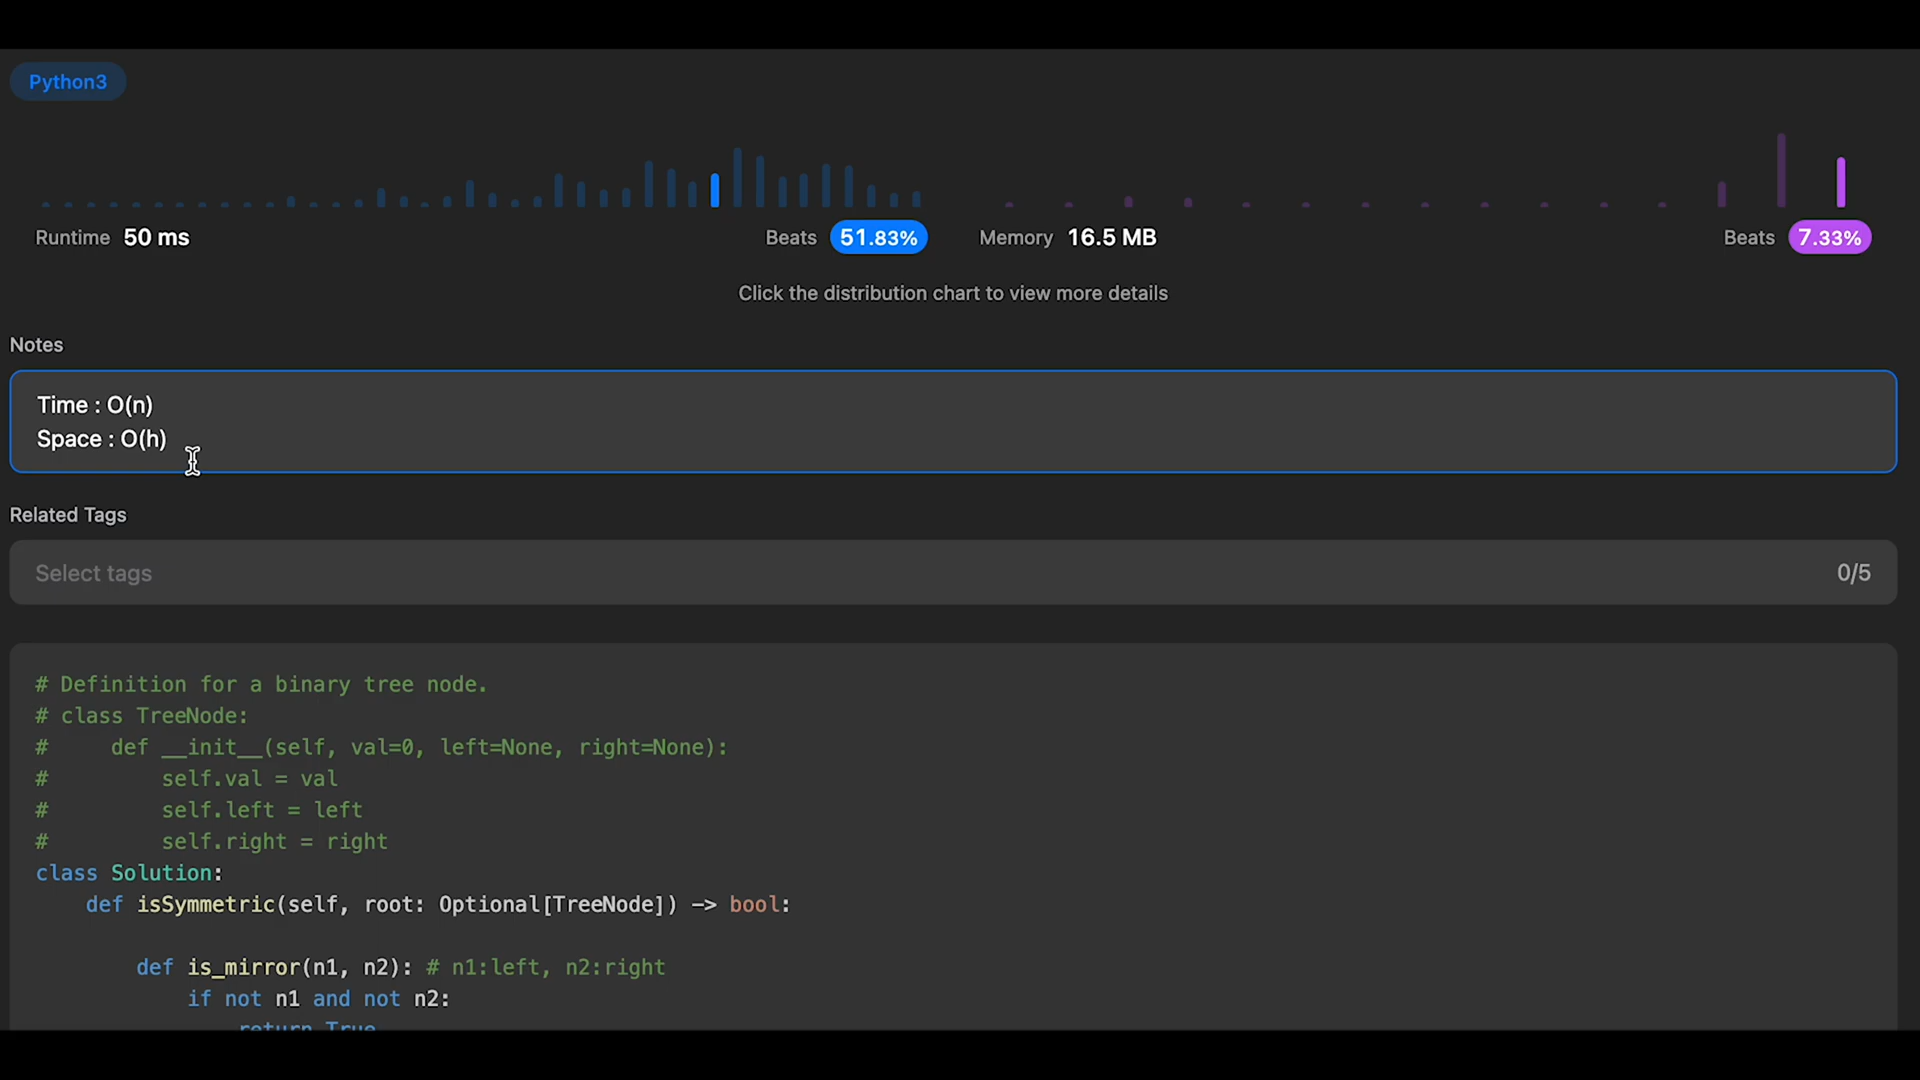 Python3
Runtime 50 ms Beats 51.83% Memory 16.5 MB Beats 7.33%
Click the distribution chart to view more details
Notes
Time : O(n)
Space : O(h)
Related Tags
Select tags 0/5
# Definition for a binary tree node.
# class TreeNode:
#     def __init__(self, val=0, left=None, right=None):
#         self.val = val
#         self.left = left
#         self.right = right
class Solution:
    def isSymmetric(self, root: Optional[TreeNode]) -> bool:
        def is_mirror(n1, n2): # n1:left, n2:right
            if not n1 and not n2:
                return True